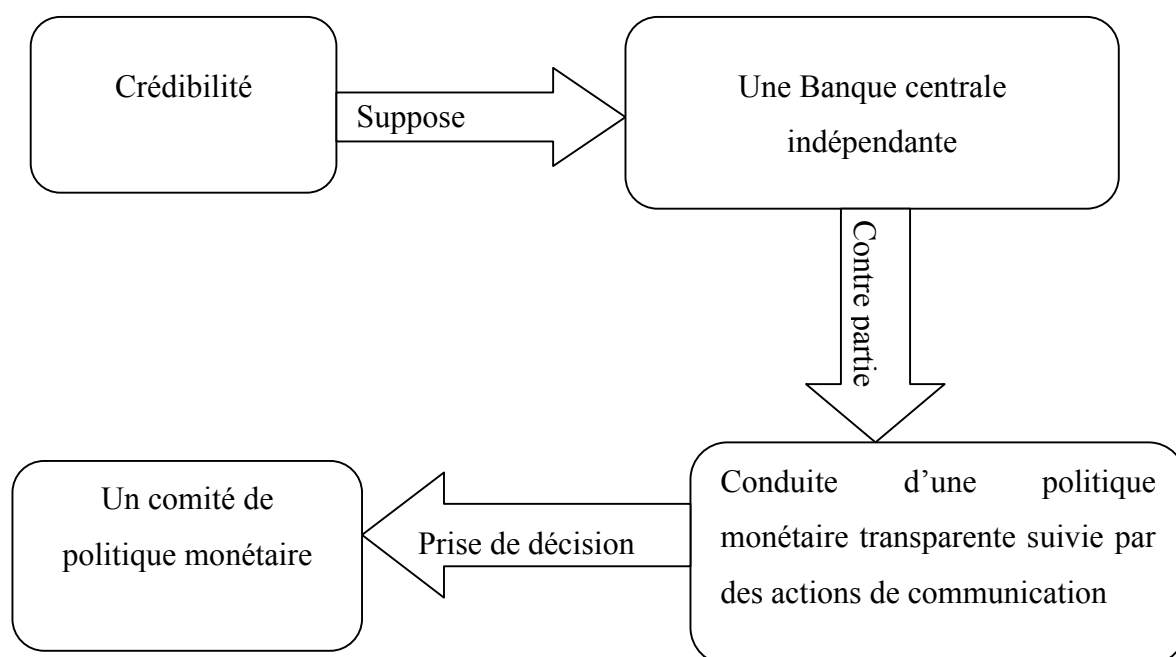 Crédibilité
Suppose
Une Banque centrale
indépendante
Contre partie
Conduite d’une politique
monétaire transparente suivie par
des actions de communication
Prise de décision
Un comité de
politique monétaire